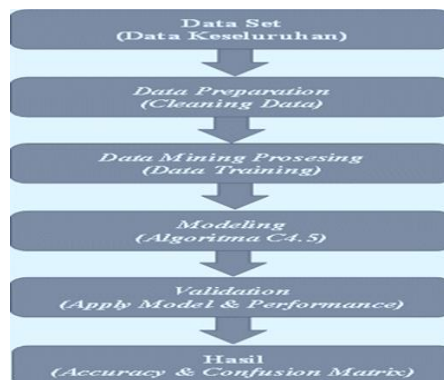 Data Set
(Data Keseluruhan)
Data Preparation
(Cleaning Data)
Data Mining Prosesing
(Data Training)
Modeling
(Algoritma C4.5)
Validation
(Apply Model & Performance)
Hasil
(Accuracy & Confusion Matrix)